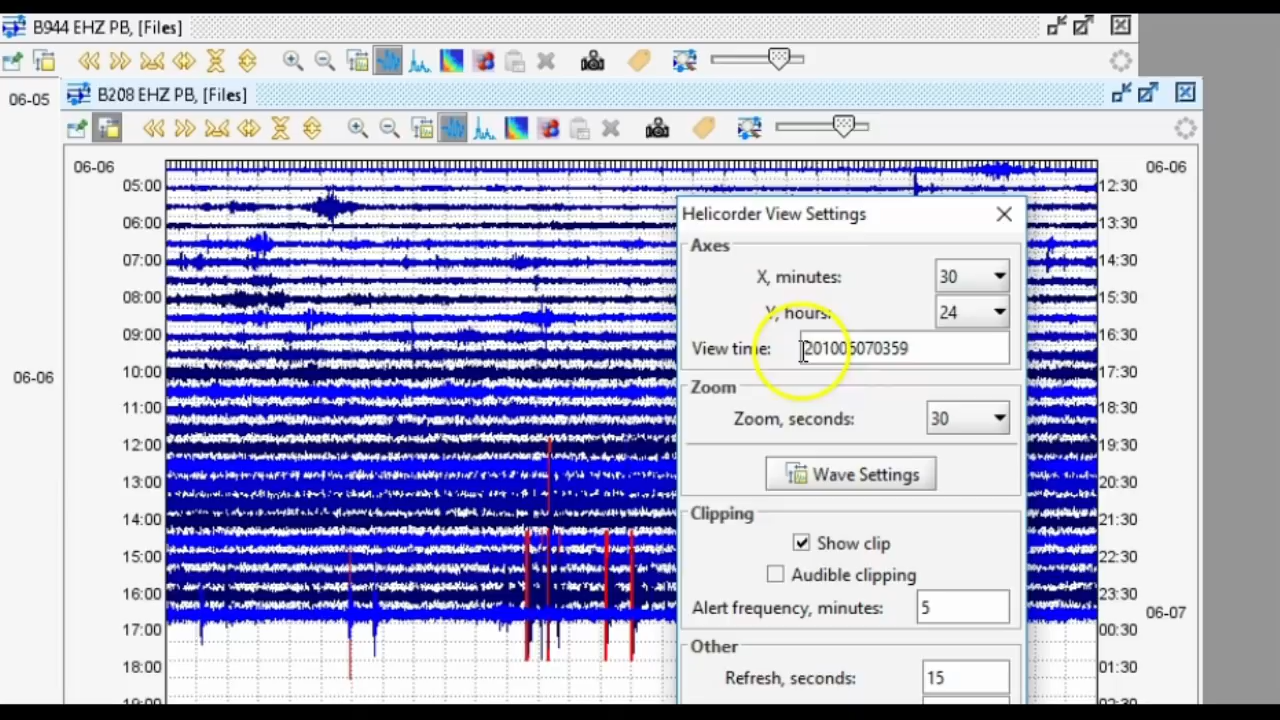 B944 EHZ PB, [Files]
06-05
B208 EHZ PB, [Files]
06-06
06-06
06-06
05:00
06:00
07:00
08:00
09:00
10:00
11:00
12:00
13:00
14:00
15:00
16:00
17:00
18:00
Helicorder View Settings
Axes
X, minutes:
30
Y, hours:
24
View time:
201006070359
Zoom
Zoom, seconds:
30
Wave Settings
Clipping
Show clip
Audible clipping
Alert frequency, minutes:
5
Other
Refresh, seconds:
15
12:30
13:30
14:30
15:30
16:30
17:30
18:30
19:30
20:30
21:30
22:30
23:30
06-07
00:30
01:30